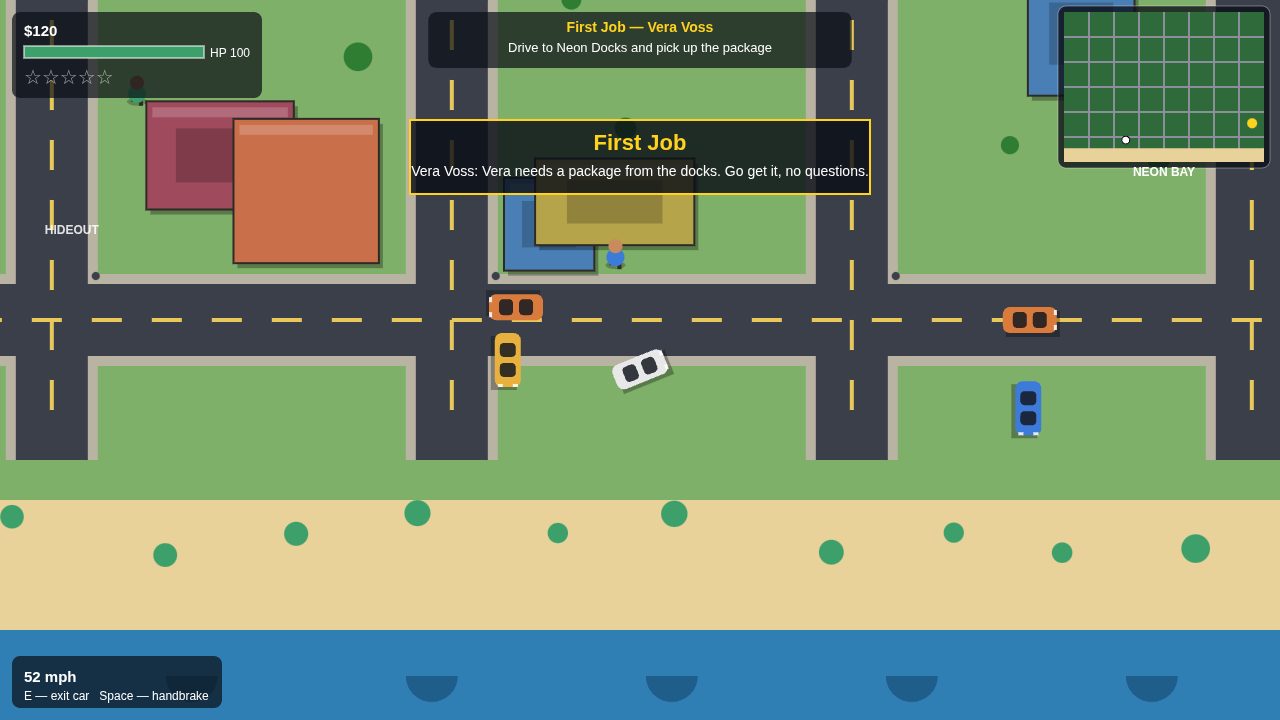 $120
HP 100
☆☆☆☆☆
First Job — Vera Voss
Drive to Neon Docks and pick up the package
First Job
Vera Voss: Vera needs a package from the docks. Go get it, no questions.
NEON BAY
HIDEOUT
52 mph
E — exit car   Space — handbrake